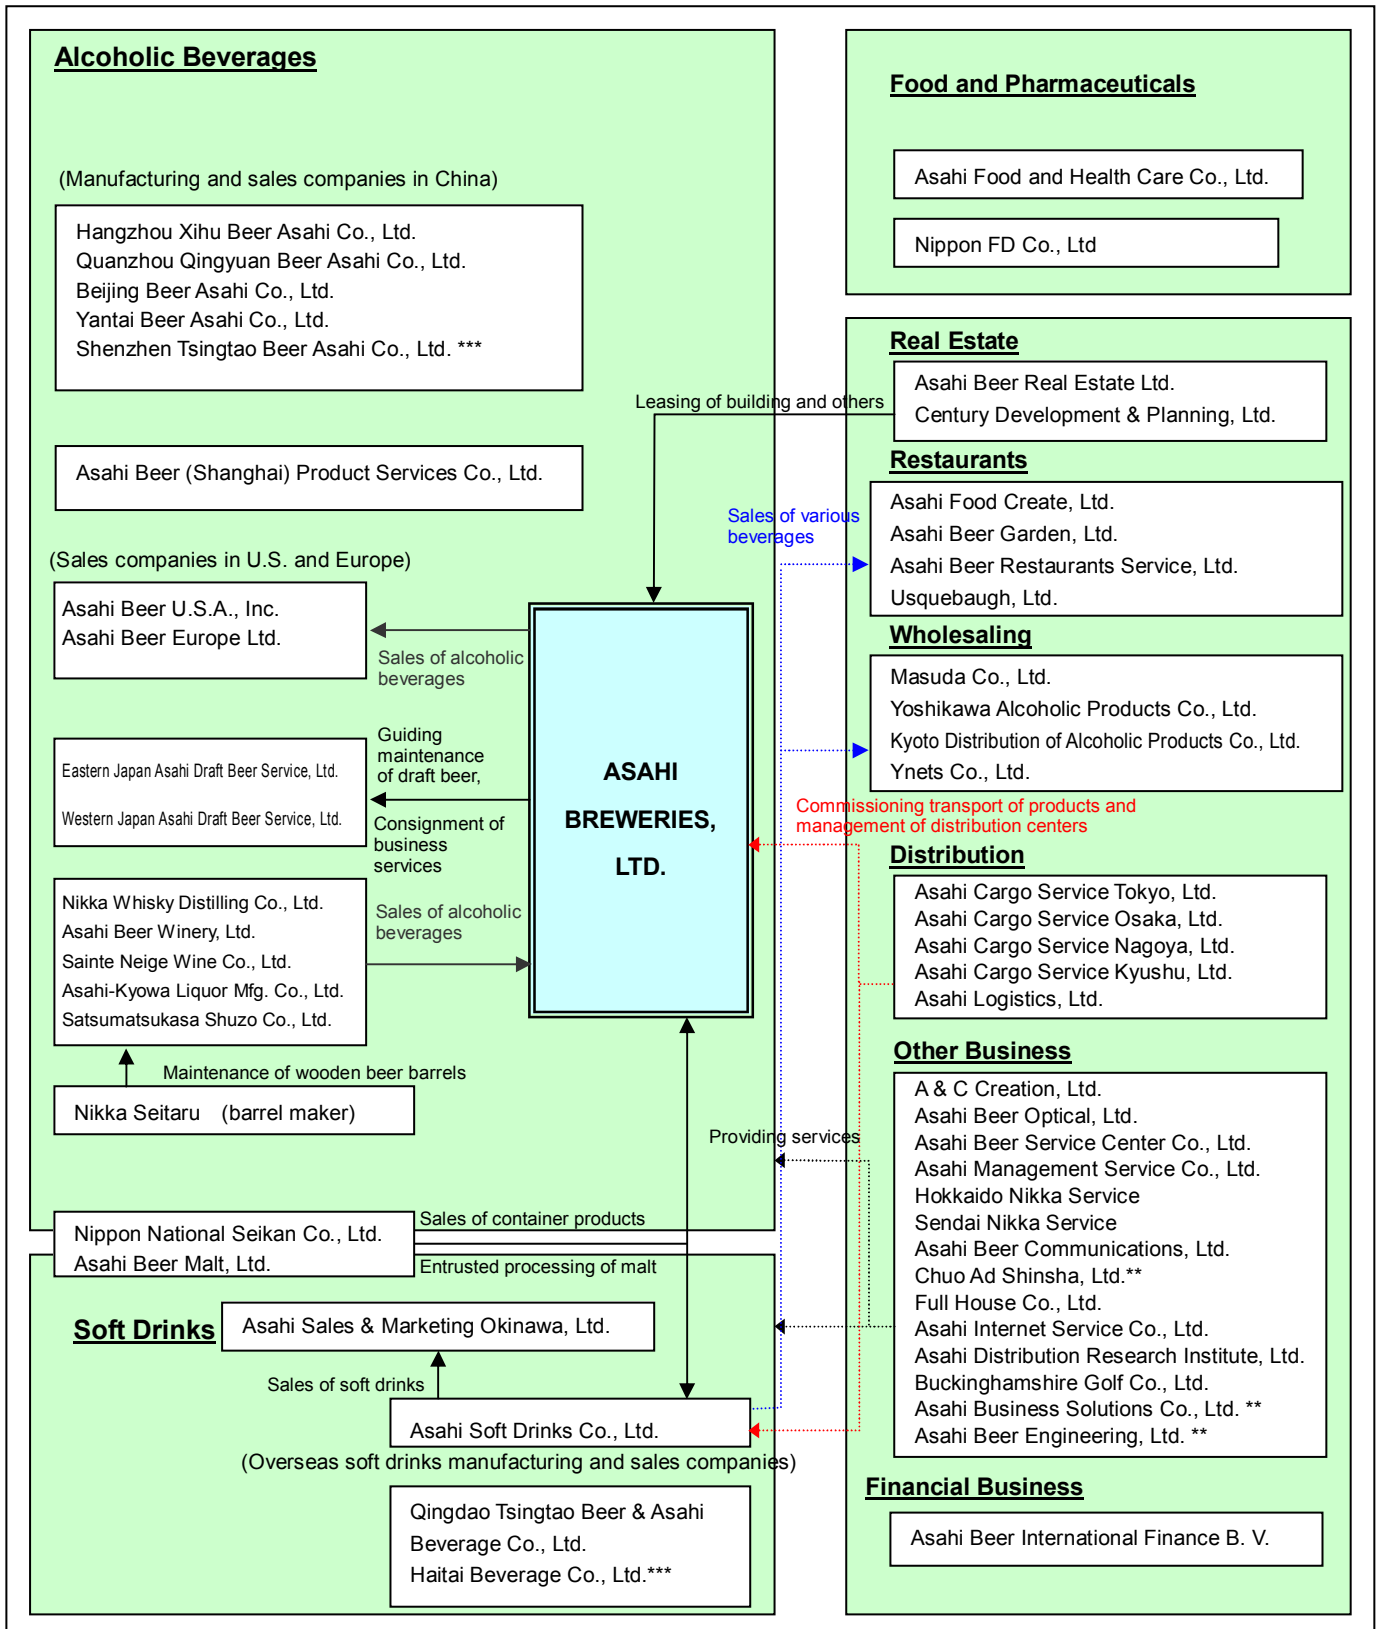 Alcoholic Beverages
(Manufacturing and sales companies in China)
Hangzhou Xihu Beer Asahi Co., Ltd.
Quanzhou Qingyuan Beer Asahi Co., Ltd.
Beijing Beer Asahi Co., Ltd.
Yantai Beer Asahi Co., Ltd.
Shenzhen Tsingtao Beer Asahi Co., Ltd. ***
Asahi Beer (Shanghai) Product Services Co., Ltd.
(Sales companies in U.S. and Europe)
Asahi Beer U.S.A., Inc.
Asahi Beer Europe Ltd.
Sales of alcoholic
beverages
Guiding
maintenance
of draft beer,
Eastern Japan Asahi Draft Beer Service, Ltd.
Western Japan Asahi Draft Beer Service, Ltd.
Consignment of
business
services
Nikka Whisky Distilling Co., Ltd.
Asahi Beer Winery, Ltd.
Sainte Neige Wine Co., Ltd.
Asahi-Kyowa Liquor Mfg. Co., Ltd.
Satsumatsukasa Shuzo Co., Ltd.
Sales of alcoholic
beverages
Maintenance of wooden beer barrels
Nikka Seitaru (barrel maker)
ASAHI
BREWERIES,
LTD.
Nippon National Seikan Co., Ltd.
Asahi Beer Malt, Ltd.
Sales of container products
Entrusted processing of malt
Soft Drinks
Asahi Sales & Marketing Okinawa, Ltd.
Sales of soft drinks
Asahi Soft Drinks Co., Ltd.
(Overseas soft drinks manufacturing and sales companies)
Qingdao Tsingtao Beer & Asahi
Beverage Co., Ltd.
Haitai Beverage Co., Ltd.***
Food and Pharmaceuticals
Asahi Food and Health Care Co., Ltd.
Nippon FD Co., Ltd
Real Estate
Asahi Beer Real Estate Ltd.
Century Development & Planning, Ltd.
Leasing of building and others
Restaurants
Asahi Food Create, Ltd.
Asahi Beer Garden, Ltd.
Asahi Beer Restaurants Service, Ltd.
Usquebaugh, Ltd.
Sales of various
beverages
Wholesaling
Masuda Co., Ltd.
Yoshikawa Alcoholic Products Co., Ltd.
Kyoto Distribution of Alcoholic Products Co., Ltd.
Ynets Co., Ltd.
Commissioning transport of products and
management of distribution centers
Distribution
Asahi Cargo Service Tokyo, Ltd.
Asahi Cargo Service Osaka, Ltd.
Asahi Cargo Service Nagoya, Ltd.
Asahi Cargo Service Kyushu, Ltd.
Asahi Logistics, Ltd.
Other Business
A & C Creation, Ltd.
Asahi Beer Optical, Ltd.
Asahi Beer Service Center Co., Ltd.
Asahi Management Service Co., Ltd.
Hokkaido Nikka Service
Sendai Nikka Service
Asahi Beer Communications, Ltd.
Chuo Ad Shinsha, Ltd.**
Full House Co., Ltd.
Asahi Internet Service Co., Ltd.
Asahi Distribution Research Institute, Ltd.
Buckinghamshire Golf Co., Ltd.
Asahi Business Solutions Co., Ltd. **
Asahi Beer Engineering, Ltd. **
Providing services
Financial Business
Asahi Beer International Finance B. V.